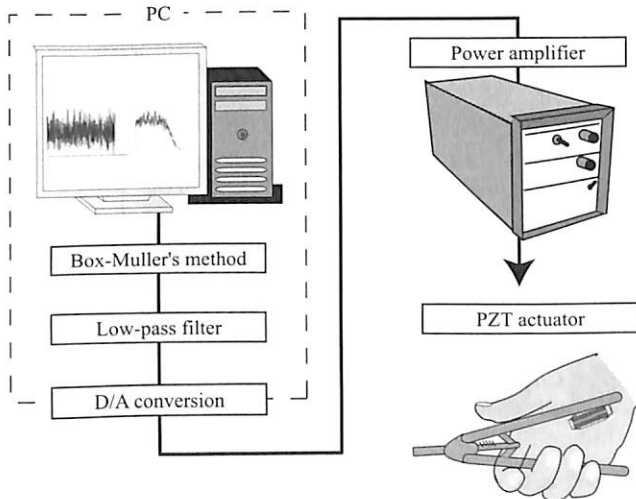 PC
Box-Muller's method
Low-pass filter
D/A conversion
Power amplifier
PZT actuator